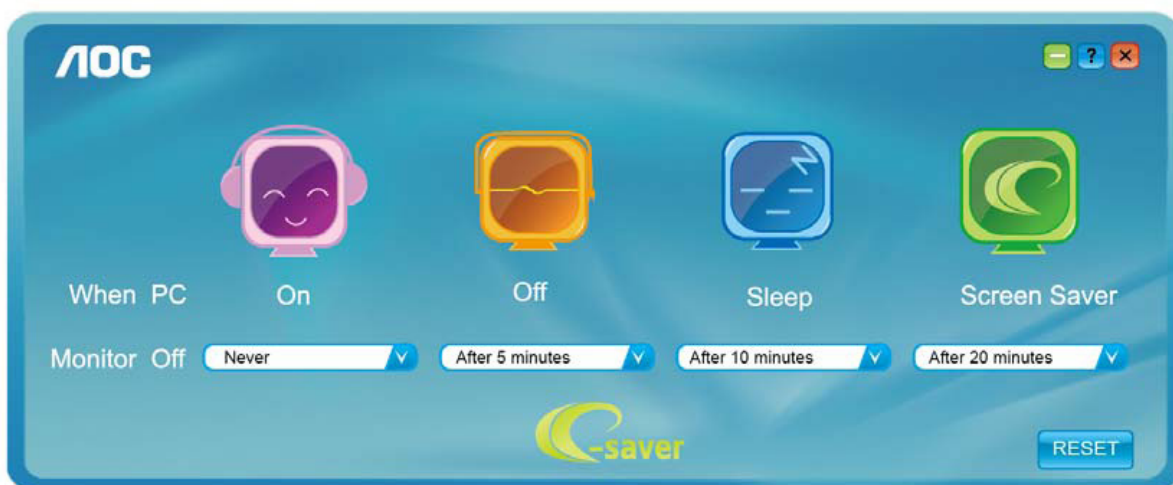 AOC
?
When PC On Off Sleep Screen Saver
Monitor Off Never After 5 minutes After 10 minutes After 20 minutes
e-saver
RESET